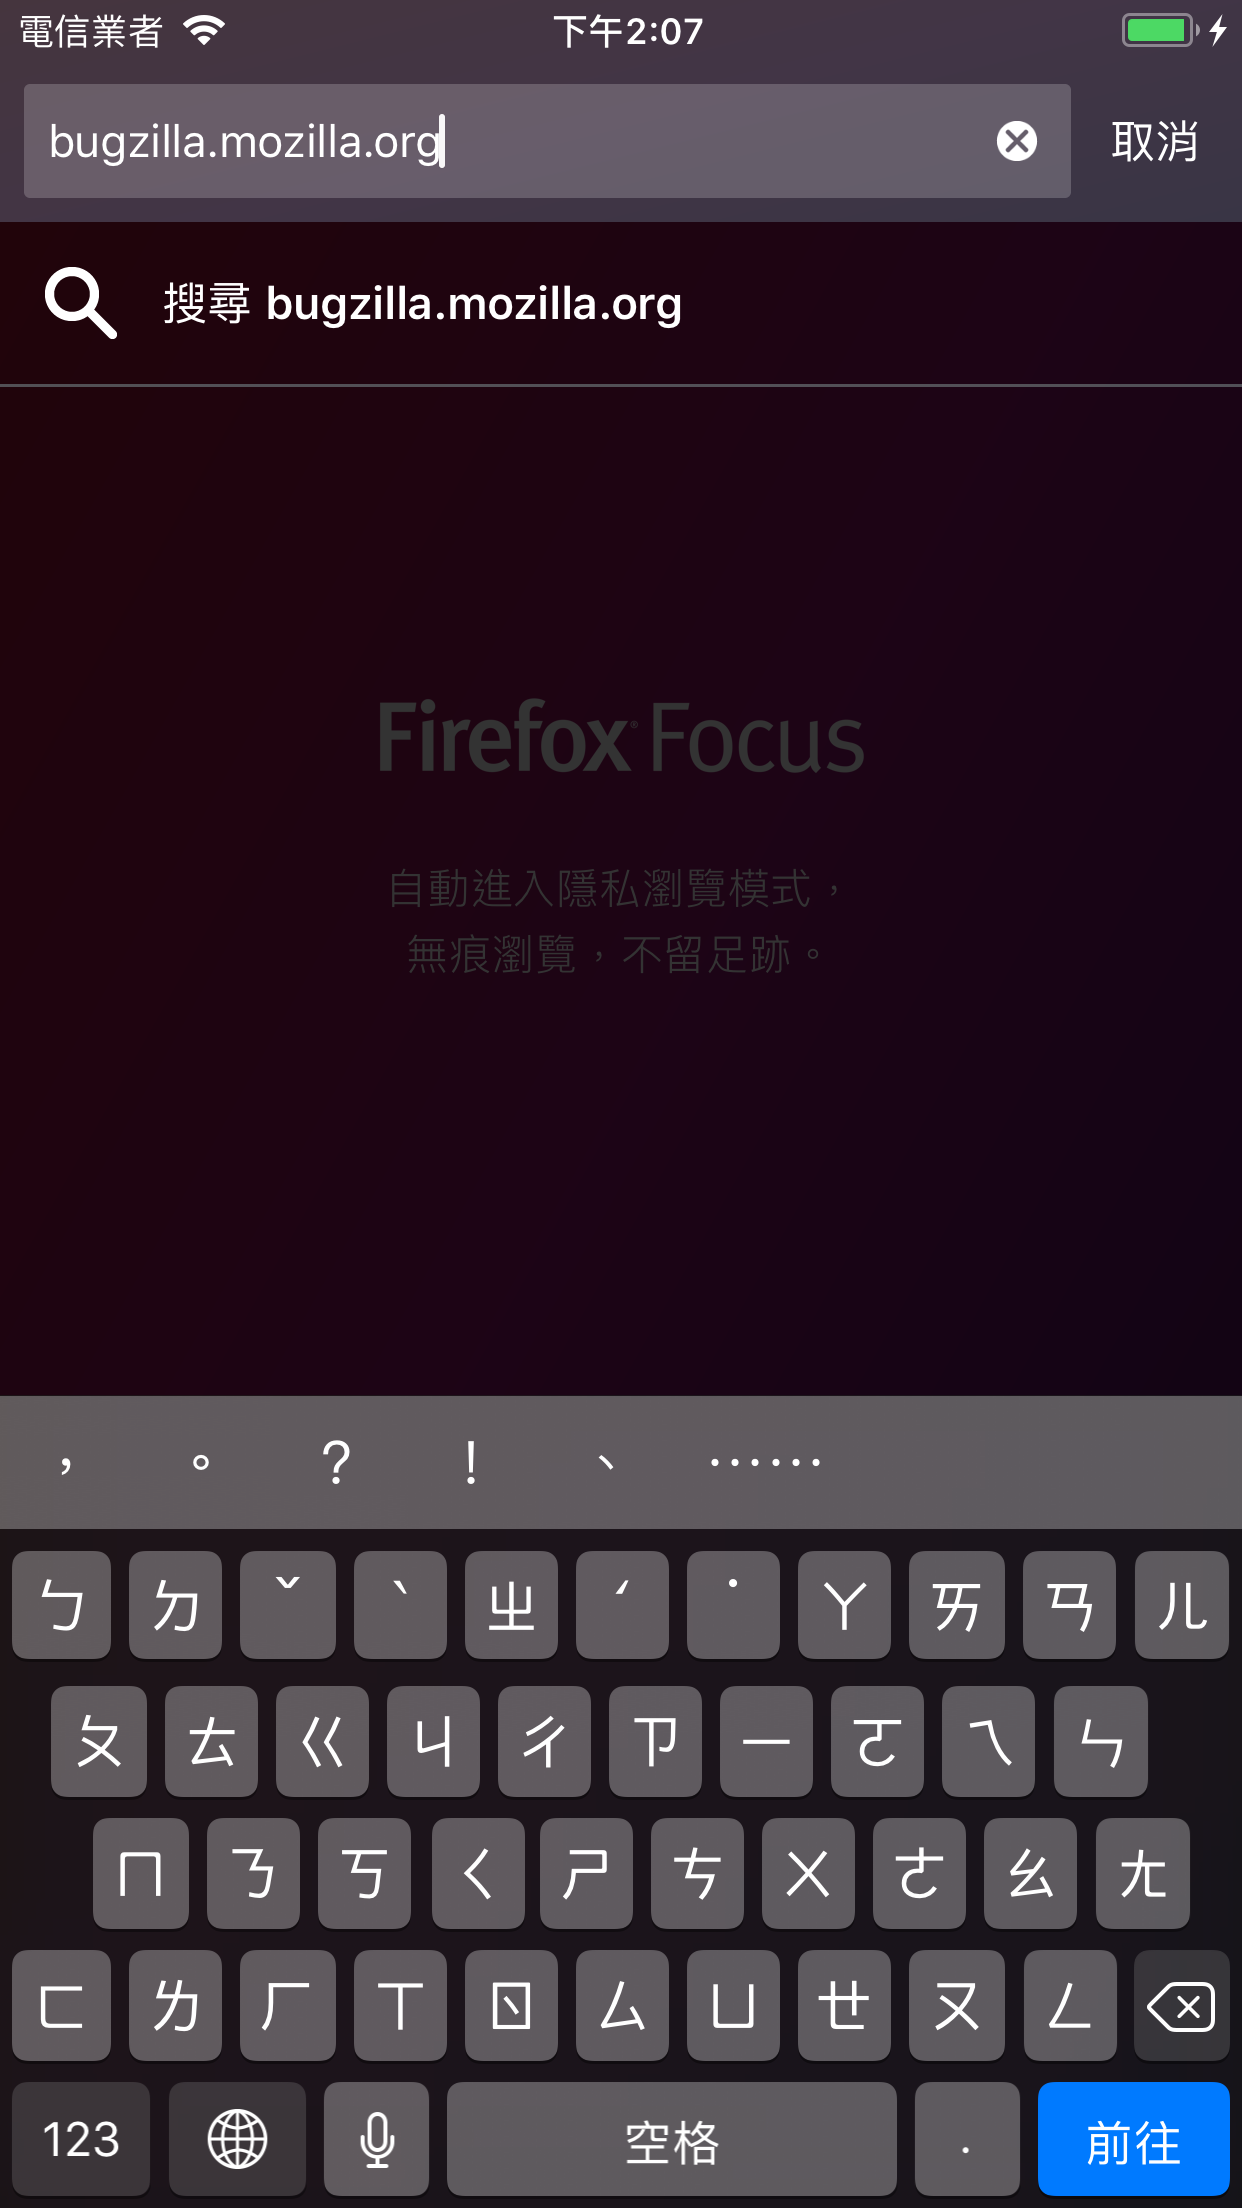 電信業者 下午2:07
bugzilla.mozilla.org 取消
搜尋 bugzilla.mozilla.org
Firefox® Focus
自動進入隱私瀏覽模式，
無痕瀏覽，不留足跡。
， 。 ? ! 、 ……
ㄅ ㄉ ˇ ˋ ㄓ ˊ ˙ ㄚ ㄞ ㄢ ㄦ
ㄆ ㄊ ㄍ ㄐ ㄔ ㄗ ㄧ ㄛ ㄟ ㄣ
ㄇ ㄋ ㄎ ㄑ ㄕ ㄘ ㄨ ㄜ ㄠ ㄤ
ㄈ ㄌ ㄏ ㄒ ㄖ ㄙ ㄩ ㄝ ㄡ ㄥ
123 空格 . 前往